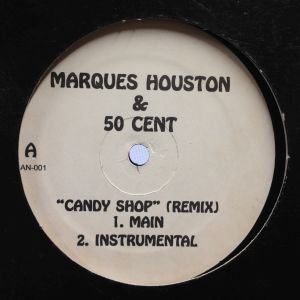 MARQUES HOUSTON
&
50 CENT
A
AN-001
"CANDY SHOP" (REMIX)
1. MAIN
2. INSTRUMENTAL